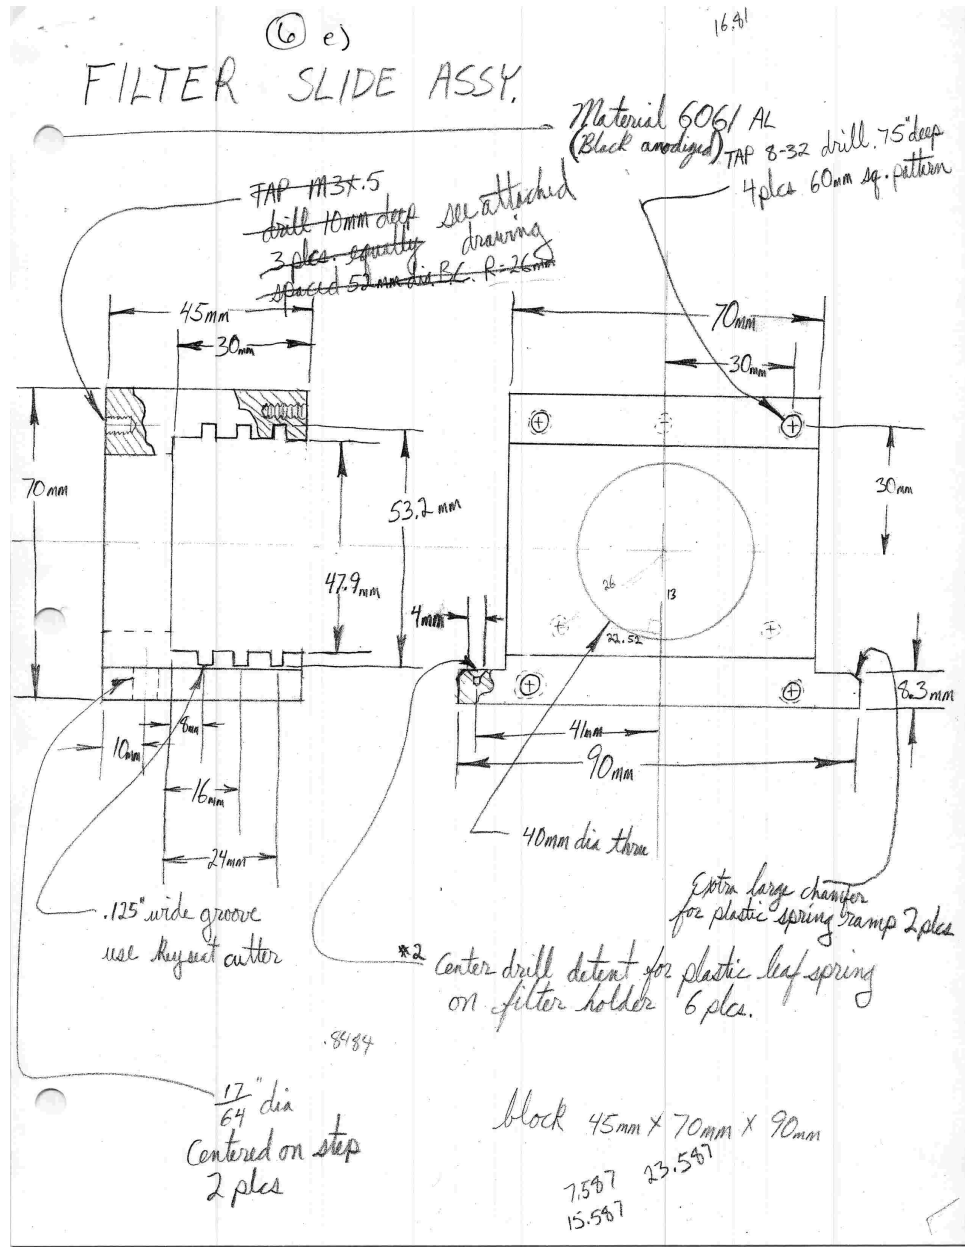 6 e)
16.81
FILTER SLIDE ASSY.
Material 6061 AL
(Black anodized)
TAP 8-32 drill .75" deep
4 plcs 60mm sq. pattern
TAP M3x.5
drill 10mm deep
3 plcs. equally
spaced 52mm dia. B.C. R=26mm
see attached
drawing
45mm
30mm
70mm
30mm
70mm
53.2mm
47.9mm
30mm
26
13
22.52
4mm
8.3mm
8mm
10mm
41mm
90mm
16mm
24mm
40mm dia thru
.125" wide groove
use Keyseat cutter
Extra large chamfer
for plastic spring ramp 2 plcs
*2 Center drill detent for plastic leaf spring
on filter holder 6 plcs.
.8484
17/64" dia
Centered on step
2 plcs
block 45mm X 70mm X 90mm
7.587 23.587
15.587